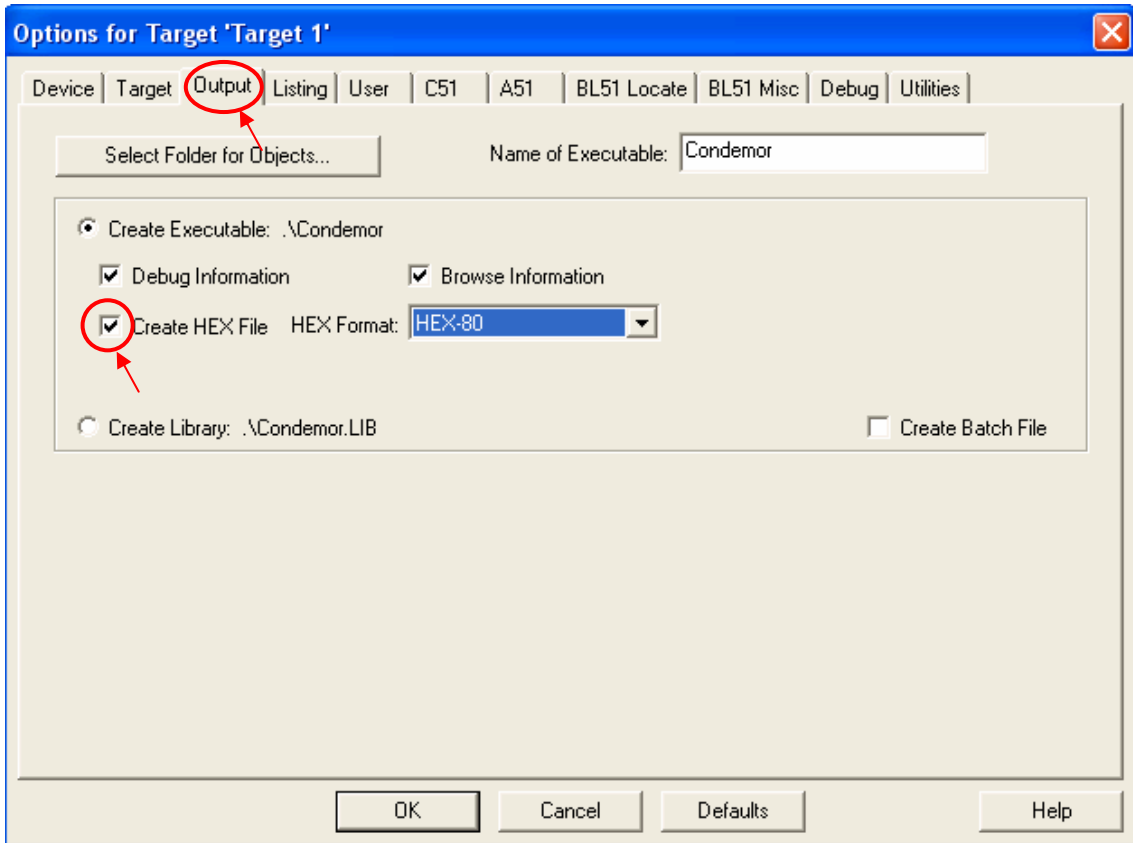 Options for Target 'Target 1'
Device Target Output Listing User C51 A51 BL51 Locate BL51 Misc Debug Utilities
Select Folder for Objects... Name of Executable: Condemor
Create Executable: .\Condemor
Debug Information Browse Information
Create HEX File HEX Format: HEX-80
Create Library: .\Condemor.LIB Create Batch File
OK Cancel Defaults Help